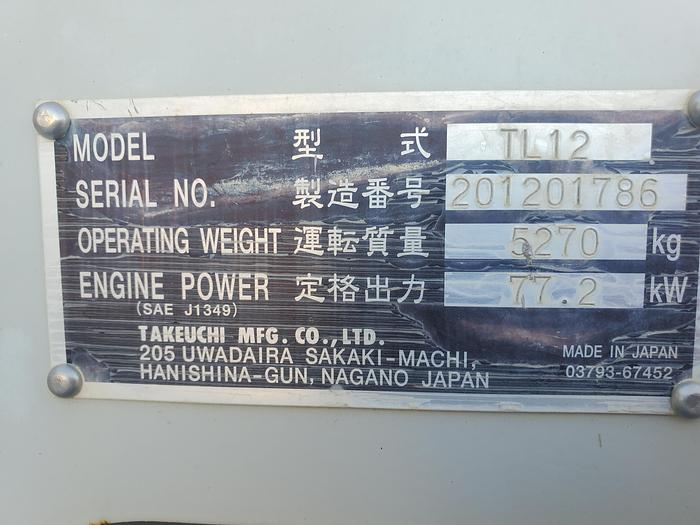 MODEL 型 式 TL12
SERIAL NO. 製造番号 201201786
OPERATING WEIGHT 運転質量 5270 kg
ENGINE POWER 定格出力 77.2 kW
(SAE J1349)
TAKEUCHI MFG. CO., LTD.
205 UWADAIRA SAKAKI-MACHI,
HANISHINA-GUN, NAGANO JAPAN
MADE IN JAPAN
03793-67452